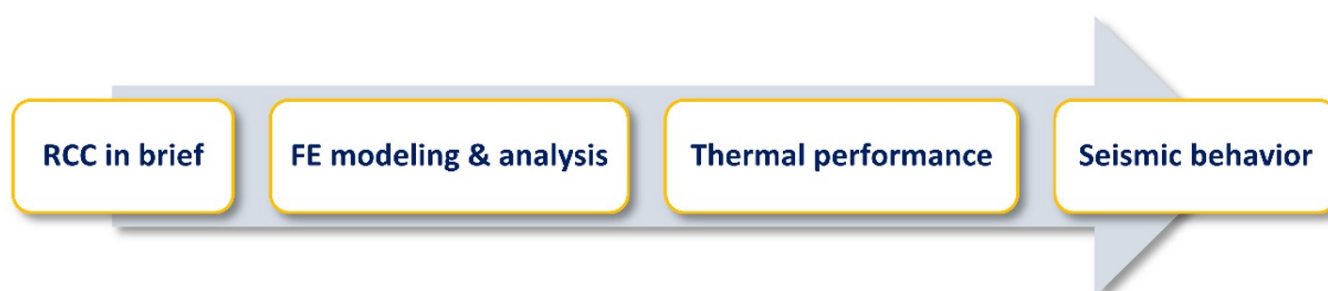 RCC in brief
FE modeling & analysis
Thermal performance
Seismic behavior